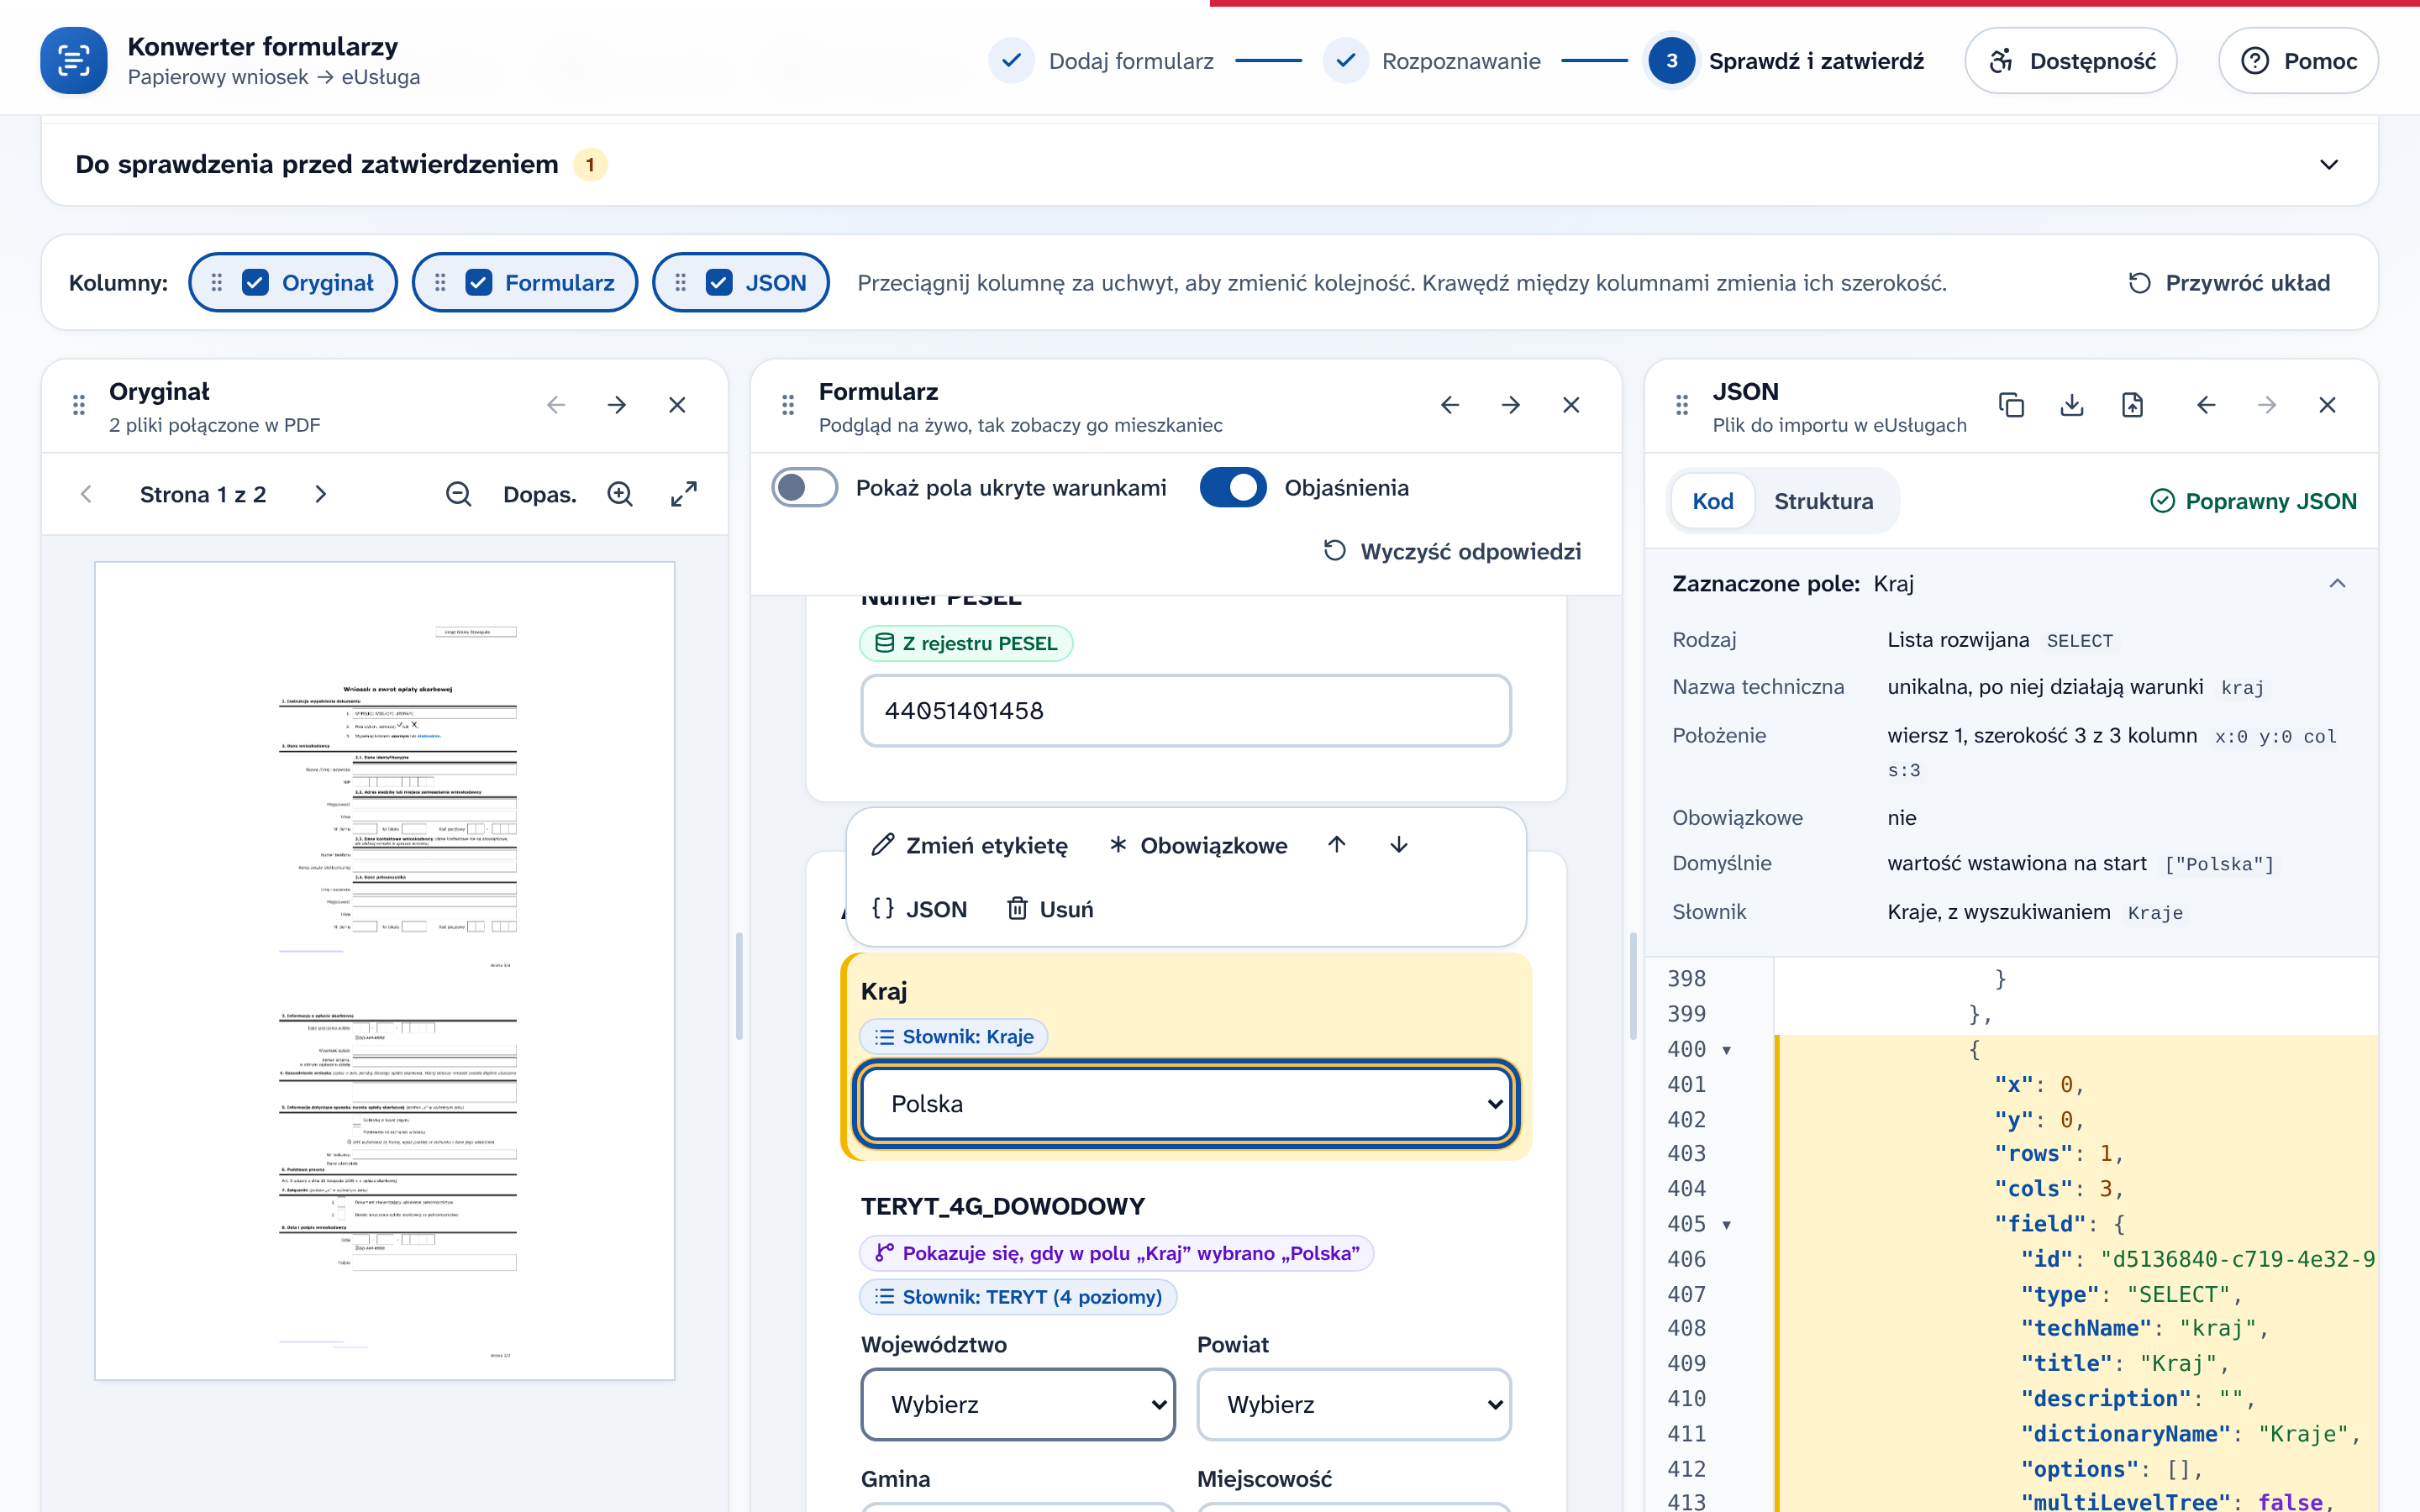 Konwerter formularzy
Papierowy wniosek → eUsługa
Dodaj formularz
Rozpoznawanie
3 Sprawdź i zatwierdź
Dostępność
Pomoc
Do sprawdzenia przed zatwierdzeniem 1
Kolumny:
Oryginał
Formularz
JSON
Przeciągnij kolumnę za uchwyt, aby zmienić kolejność. Krawędź między kolumnami zmienia ich szerokość.
Przywróć układ
Oryginał
2 pliki połączone w PDF
Strona 1 z 2
Dopas.
Wniosek o zwrot opłaty skarbowej
Formularz
Podgląd na żywo, tak zobaczy go mieszkaniec
Pokaż pola ukryte warunkami
Objaśnienia
Wyczyść odpowiedzi
Numer PESEL
Z rejestru PESEL
44051401458
Zmień etykietę
* Obowiązkowe
{} JSON
Usuń
Kraj
Słownik: Kraje
Polska
TERYT_4G_DOWODOWY
Pokazuje się, gdy w polu „Kraj” wybrano „Polska”
Słownik: TERYT (4 poziomy)
Województwo
Powiat
Wybierz
Wybierz
Gmina
Miejscowość
JSON
Plik do importu w eUsługach
Kod
Struktura
Poprawny JSON
Zaznaczone pole: Kraj
Rodzaj Lista rozwijana SELECT
Nazwa techniczna unikalna, po niej działają warunki kraj
Położenie wiersz 1, szerokość 3 z 3 kolumn x:0 y:0 col
s:3
Obowiązkowe nie
Domyślnie wartość wstawiona na start ["Polska"]
Słownik Kraje, z wyszukiwaniem Kraje
398 }
399 },
400 ▾ {
401 "x": 0,
402 "y": 0,
403 "rows": 1,
404 "cols": 3,
405 ▾ "field": {
406 "id": "d5136840-c719-4e32-9
407 "type": "SELECT",
408 "techName": "kraj",
409 "title": "Kraj",
410 "description": "",
411 "dictionaryName": "Kraje",
412 "options": [],
413 "multiLevelTree": false,